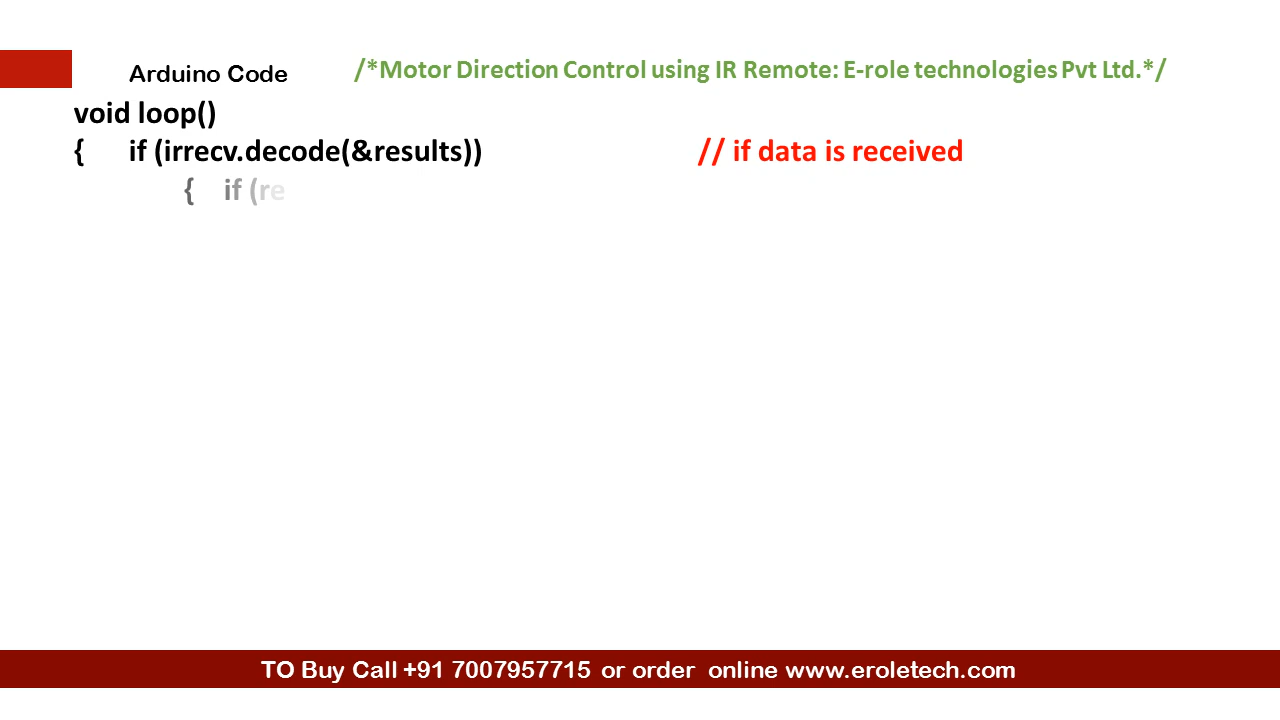 Arduino Code /*Motor Direction Control using IR Remote: E-role technologies Pvt Ltd.*/
void loop()
{ if (irrecv.decode(&results)) // if data is received
{ if (re
TO Buy Call +91 7007957715 or order online www.eroletech.com